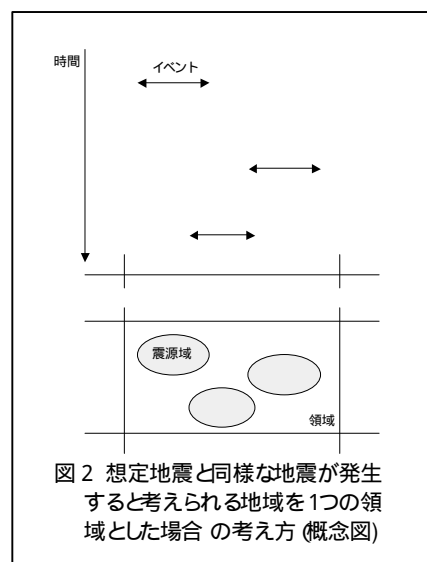 時間
イベント
震源域
領域
図2 想定地震と同様な地震が発生
すると考えられる地域を1つの領
域とした場合の考え方(概念図)